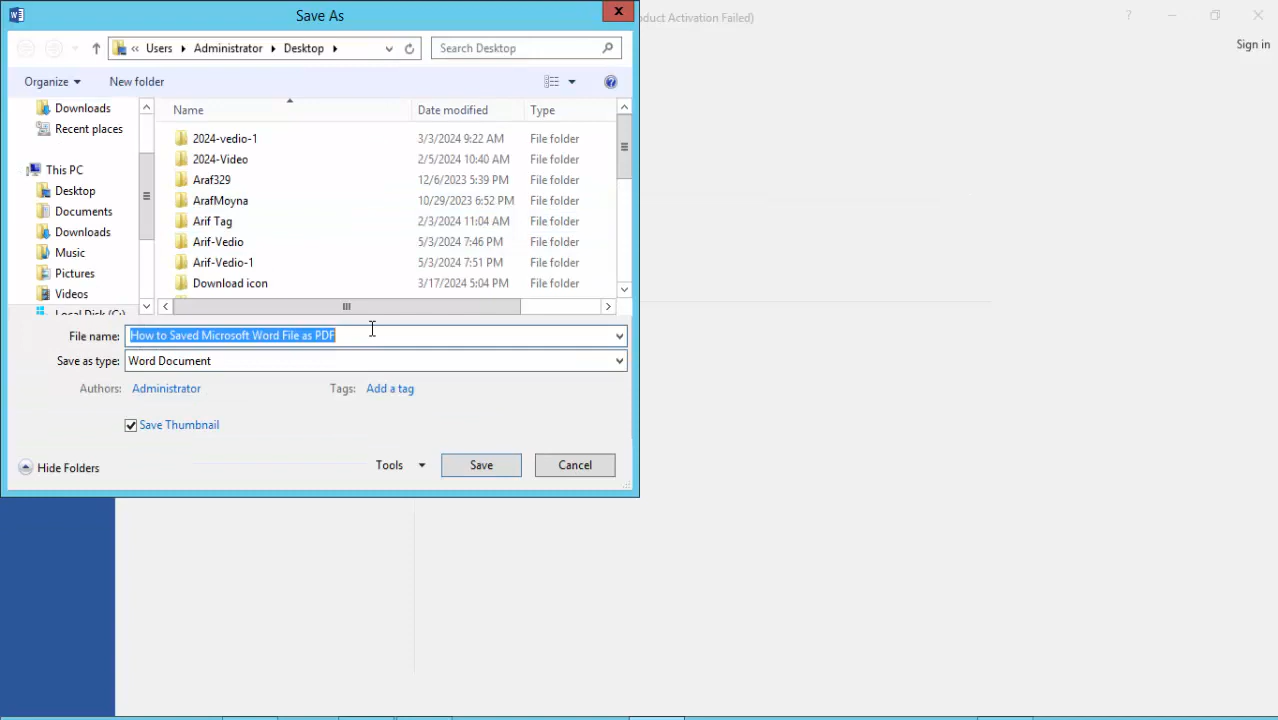 Save As
oduct Activation Failed)
Sign in
Users Administrator Desktop
Search Desktop
Organize
New folder
Name Date modified Type
Downloads
Recent places
This PC
Desktop
Documents
Downloads
Music
Pictures
Videos
Local Disk (C:)
2024-vedio-1 3/3/2024 9:22 AM File folder
2024-Video 2/5/2024 10:40 AM File folder
Araf329 12/6/2023 5:39 PM File folder
ArafMoyna 10/29/2023 6:52 PM File folder
Arif Tag 2/3/2024 11:04 AM File folder
Arif-Vedio 5/3/2024 7:46 PM File folder
Arif-Vedio-1 5/3/2024 7:51 PM File folder
Download icon 3/17/2024 5:04 PM File folder
File name: How to Saved Microsoft Word File as PDF
Save as type: Word Document
Authors: Administrator Tags: Add a tag
Save Thumbnail
Hide Folders Tools Save Cancel